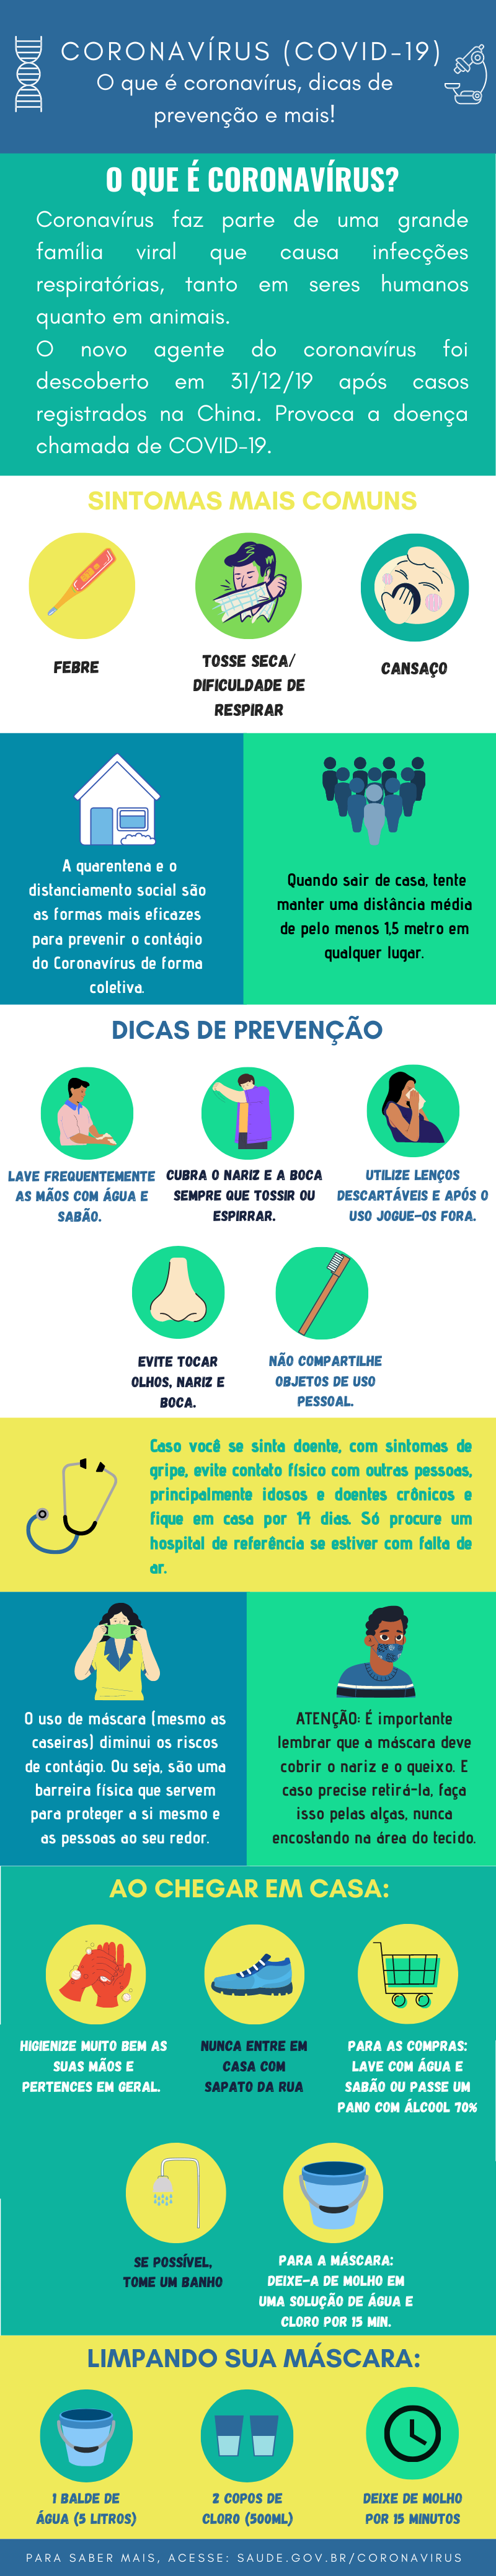 CORONAVÍRUS (COVID-19)
O que é coronavírus, dicas de
prevenção e mais!
O QUE É CORONAVÍRUS?
Coronavírus faz parte de uma grande
família viral que causa infecções
respiratórias, tanto em seres humanos
quanto em animais.
O novo agente do coronavírus foi
descoberto em 31/12/19 após casos
registrados na China. Provoca a doença
chamada de COVID-19.
SINTOMAS MAIS COMUNS
FEBRE
TOSSE SECA/
DIFICULDADE DE
RESPIRAR
CANSAÇO
A quarentena e o
distanciamento social são
as formas mais eficazes
para prevenir o contágio
do Coronavírus de forma
coletiva.
Quando sair de casa, tente
manter uma distância média
de pelo menos 1,5 metro em
qualquer lugar.
DICAS DE PREVENÇÃO
LAVE FREQUENTEMENTE
AS MÃOS COM ÁGUA E
SABÃO.
CUBRA O NARIZ E A BOCA
SEMPRE QUE TOSSIR OU
ESPIRRAR.
UTILIZE LENÇOS
DESCARTÁVEIS E APÓS O
USO JOGUE-OS FORA.
EVITE TOCAR
OLHOS, NARIZ E
BOCA.
NÃO COMPARTILHE
OBJETOS DE USO
PESSOAL.
Caso você se sinta doente, com sintomas de
gripe, evite contato físico com outras pessoas,
principalmente idosos e doentes crônicos e
fique em casa por 14 dias. Só procure um
hospital de referência se estiver com falta de
ar.
O uso de máscara (mesmo as
caseiras) diminui os riscos
de contágio. Ou seja, são uma
barreira física que servem
para proteger a si mesmo e
as pessoas ao seu redor.
ATENÇÃO: É importante
lembrar que a máscara deve
cobrir o nariz e o queixo. E
caso precise retirá-la, faça
isso pelas alças, nunca
encostando na área do tecido.
AO CHEGAR EM CASA:
HIGIENIZE MUITO BEM AS
SUAS MÃOS E
PERTENCES EM GERAL.
NUNCA ENTRE EM
CASA COM
SAPATO DA RUA
PARA AS COMPRAS:
LAVE COM ÁGUA E
SABÃO OU PASSE UM
PANO COM ÁLCOOL 70%
SE POSSÍVEL,
TOME UM BANHO
PARA A MÁSCARA:
DEIXE-A DE MOLHO EM
UMA SOLUÇÃO DE ÁGUA E
CLORO POR 15 MIN.
LIMPANDO SUA MÁSCARA:
1 BALDE DE
ÁGUA (5 LITROS)
2 COPOS DE
CLORO (500ML)
DEIXE DE MOLHO
POR 15 MINUTOS
PARA SABER MAIS, ACESSE: SAUDE.GOV.BR/CORONAVIRUS